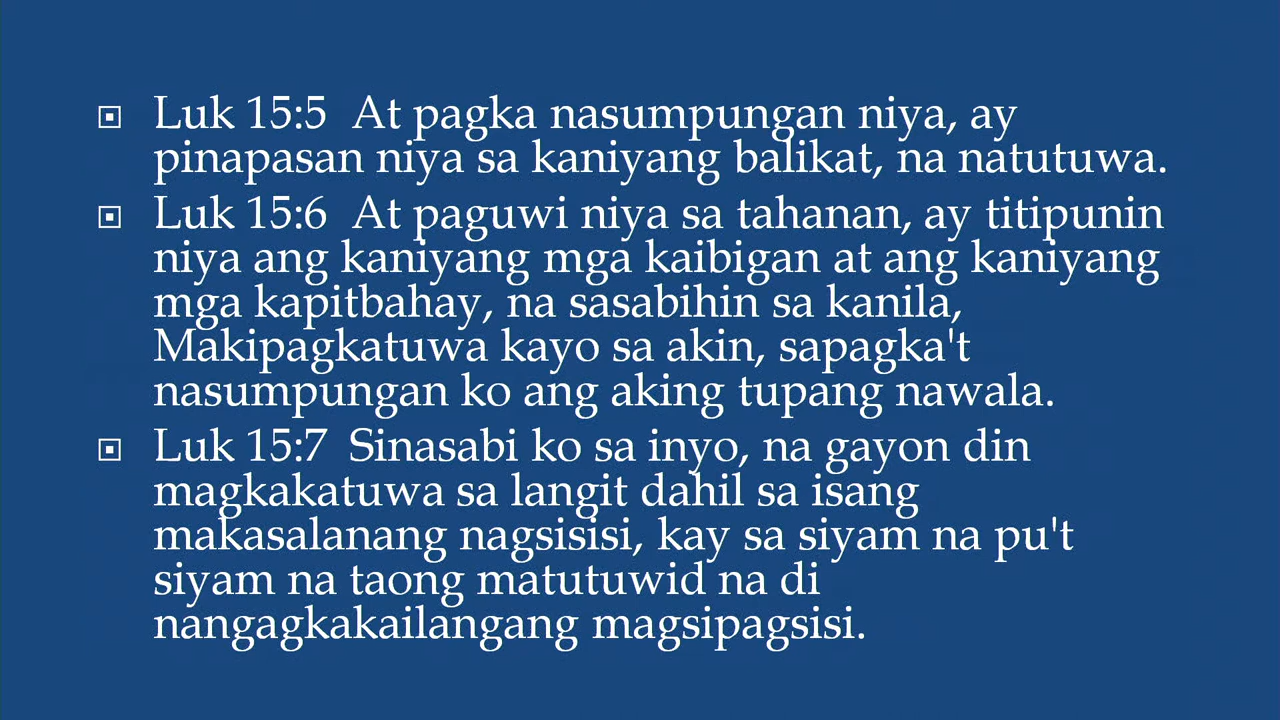 Luk 15:5  At pagka nasumpungan niya, ay
pinapasan niya sa kaniyang balikat, na natutuwa.
Luk 15:6  At paguwi niya sa tahanan, ay titipunin
niya ang kaniyang mga kaibigan at ang kaniyang
mga kapitbahay, na sasabihin sa kanila,
Makipagkatuwa kayo sa akin, sapagka't
nasumpungan ko ang aking tupang nawala.
Luk 15:7  Sinasabi ko sa inyo, na gayon din
magkakatuwa sa langit dahil sa isang
makasalanang nagsisisi, kay sa siyam na pu't
siyam na taong matutuwid na di
nangagkakailangang magsipagsisi.